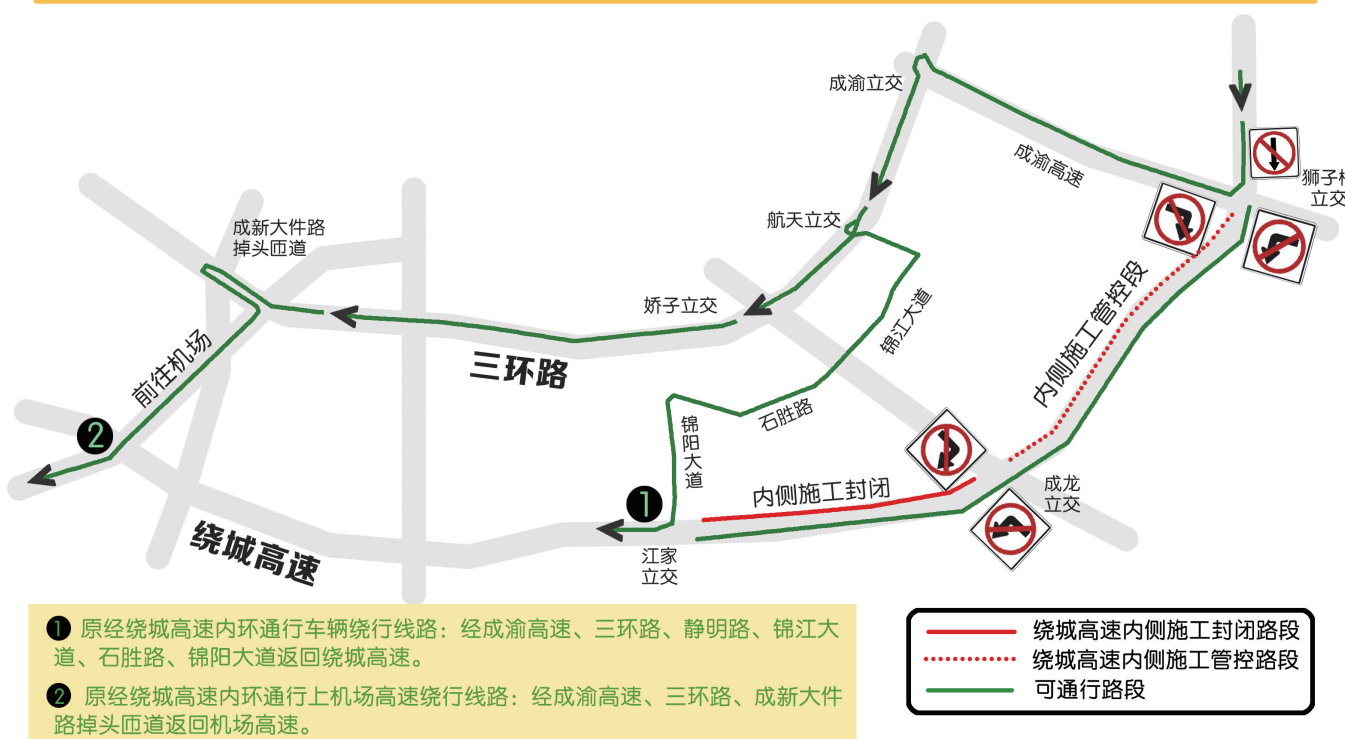 成渝立交
成渝高速
狮子
立交
航天立交
成新大件路
掉头匝道
娇子立交
锦江大道
内侧施工管控段
前往机场
三环路
石胜路
锦阳大道
2
1
内侧施工封闭
成龙
立交
绕城高速
江家
立交
1 原经绕城高速内环通行车辆绕行线路：经成渝高速、三环路、静明路、锦江大
道、石胜路、锦阳大道返回绕城高速。
2 原经绕城高速内环通行上机场高速绕行线路：经成渝高速、三环路、成新大件
路掉头匝道返回机场高速。
绕城高速内侧施工封闭路段
绕城高速内侧施工管控路段
可通行路段